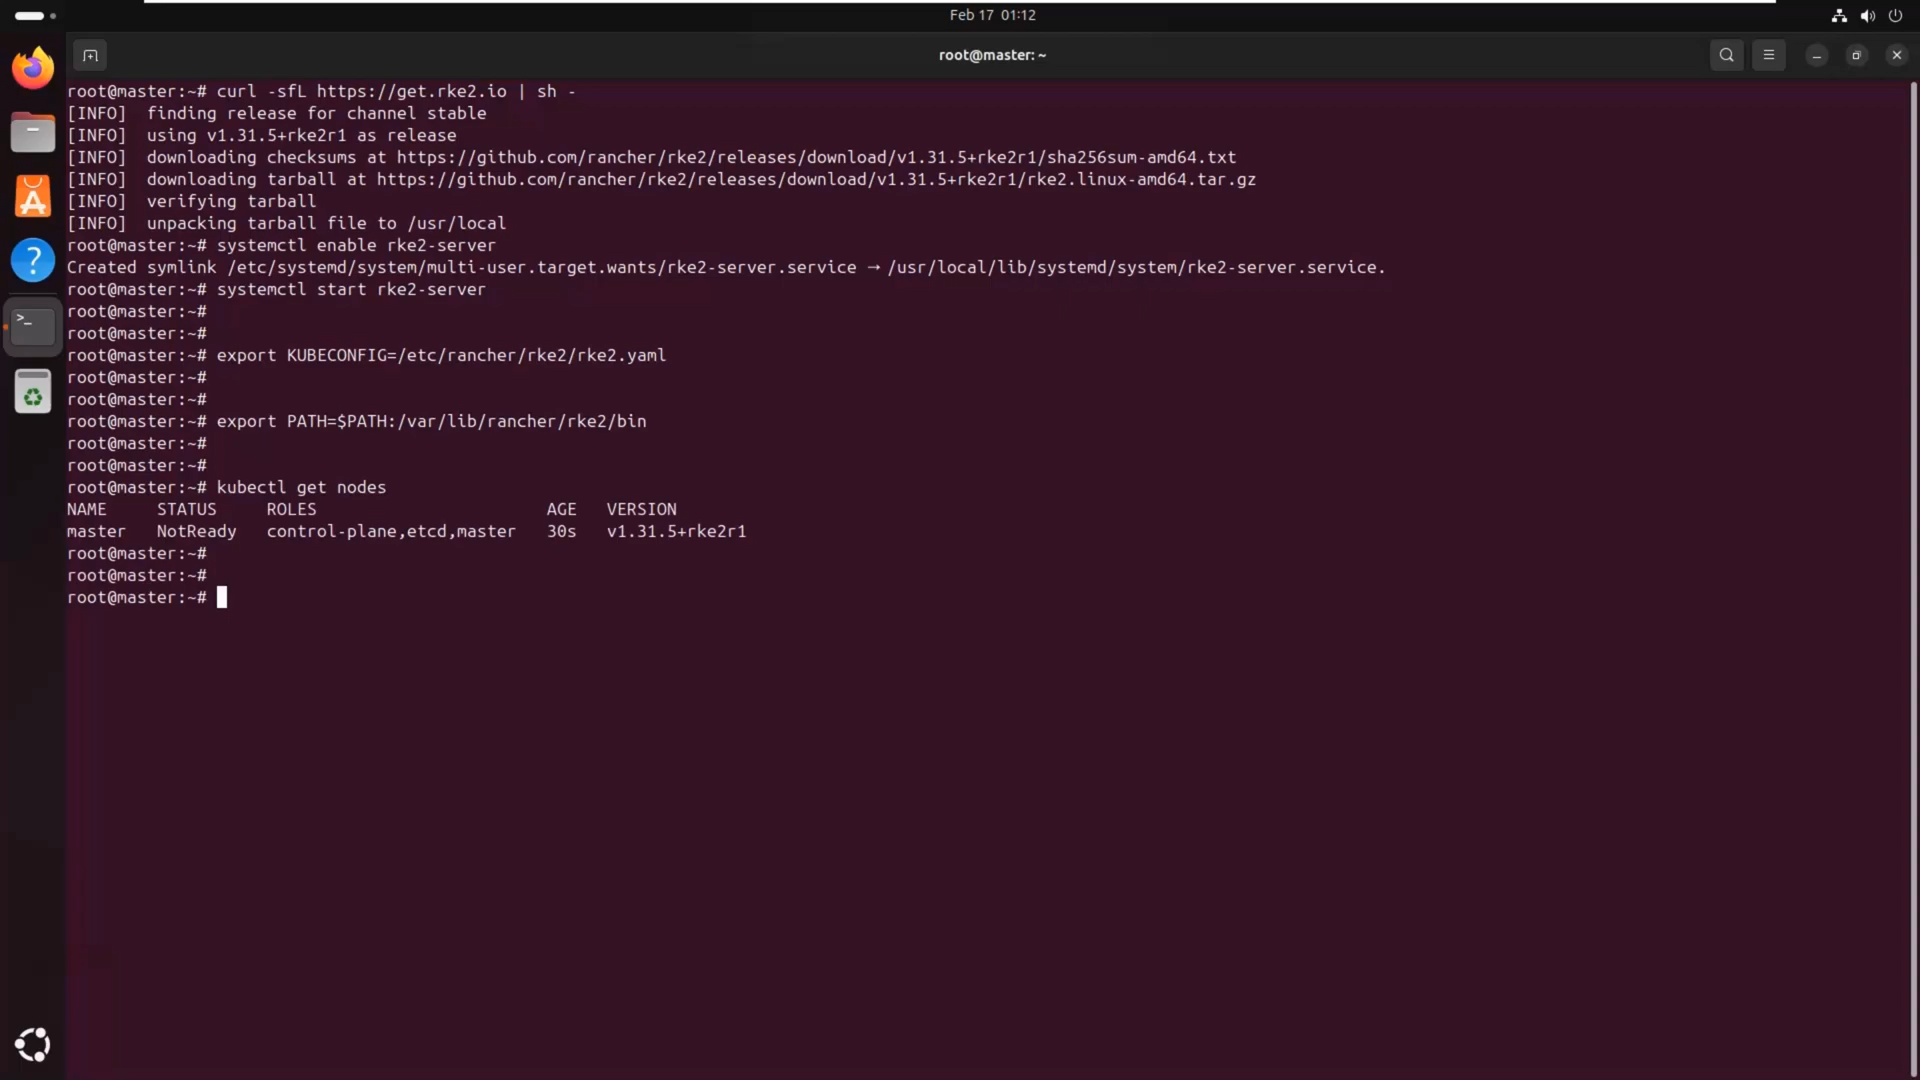 Feb 17 01:12
root@master: ~
root@master:~# curl -sfL https://get.rke2.io | sh -
[INFO]  finding release for channel stable
[INFO]  using v1.31.5+rke2r1 as release
[INFO]  downloading checksums at https://github.com/rancher/rke2/releases/download/v1.31.5+rke2r1/sha256sum-amd64.txt
[INFO]  downloading tarball at https://github.com/rancher/rke2/releases/download/v1.31.5+rke2r1/rke2.linux-amd64.tar.gz
[INFO]  verifying tarball
[INFO]  unpacking tarball file to /usr/local
root@master:~# systemctl enable rke2-server
Created symlink /etc/systemd/system/multi-user.target.wants/rke2-server.service → /usr/local/lib/systemd/system/rke2-server.service.
root@master:~# systemctl start rke2-server
root@master:~#
root@master:~#
root@master:~# export KUBECONFIG=/etc/rancher/rke2/rke2.yaml
root@master:~#
root@master:~#
root@master:~# export PATH=$PATH:/var/lib/rancher/rke2/bin
root@master:~#
root@master:~#
root@master:~# kubectl get nodes
NAME     STATUS     ROLES                       AGE   VERSION
master   NotReady   control-plane,etcd,master   30s   v1.31.5+rke2r1
root@master:~#
root@master:~#
root@master:~#